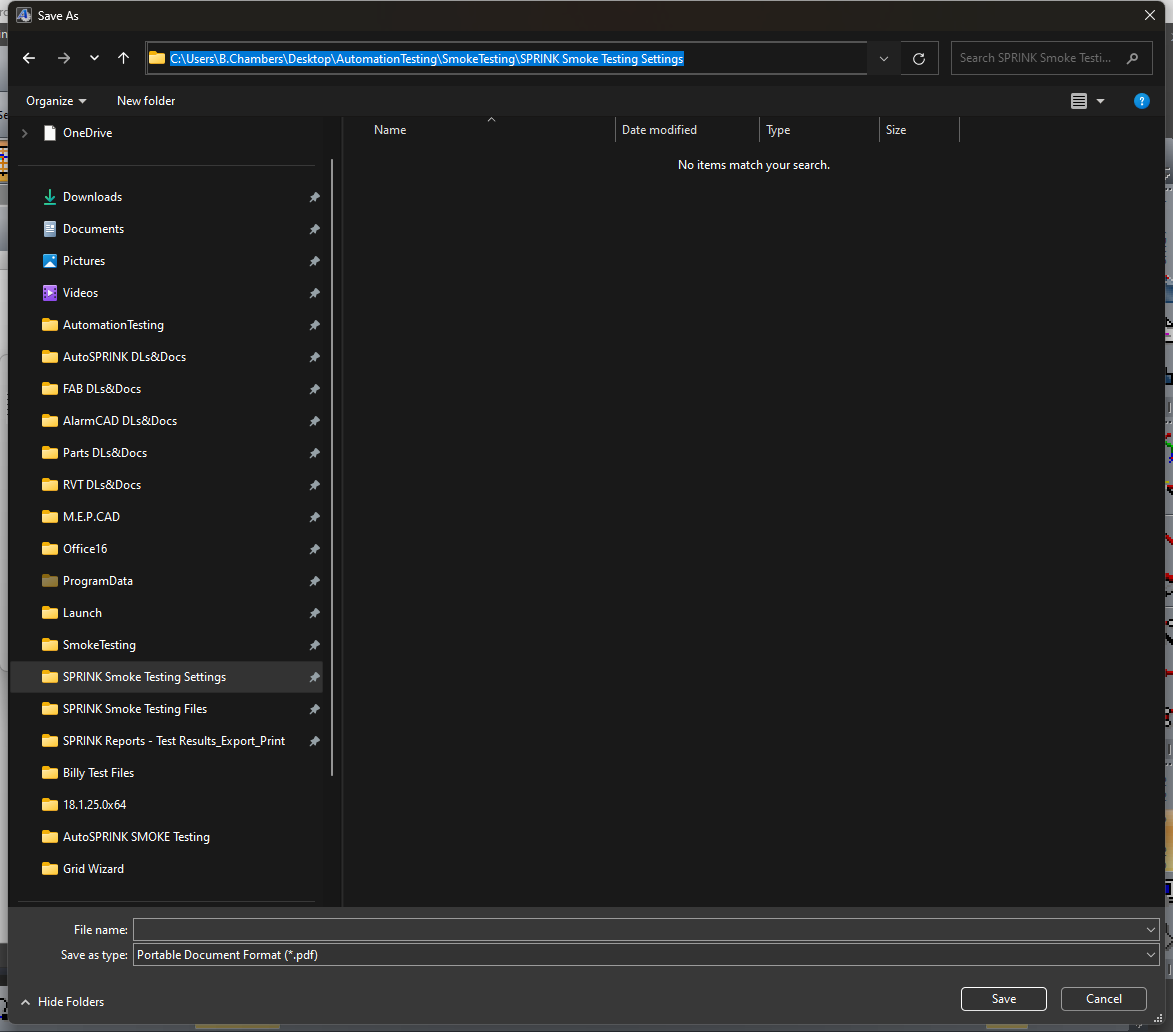 Save As
C:\Users\B.Chambers\Desktop\AutomationTesting\SmokeTesting\SPRINK Smoke Testing Settings
Search SPRINK Smoke Testi...
Organize
New folder
?
OneDrive
Name
Date modified
Type
Size
No items match your search.
Downloads
Documents
Pictures
Videos
AutomationTesting
AutoSPRINK DLs&Docs
FAB DLs&Docs
AlarmCAD DLs&Docs
Parts DLs&Docs
RVT DLs&Docs
M.E.P.CAD
Office16
ProgramData
Launch
SmokeTesting
SPRINK Smoke Testing Settings
SPRINK Smoke Testing Files
SPRINK Reports - Test Results_Export_Print
Billy Test Files
18.1.25.0x64
AutoSPRINK SMOKE Testing
Grid Wizard
File name:
Save as type: Portable Document Format (*.pdf)
Hide Folders
Save
Cancel